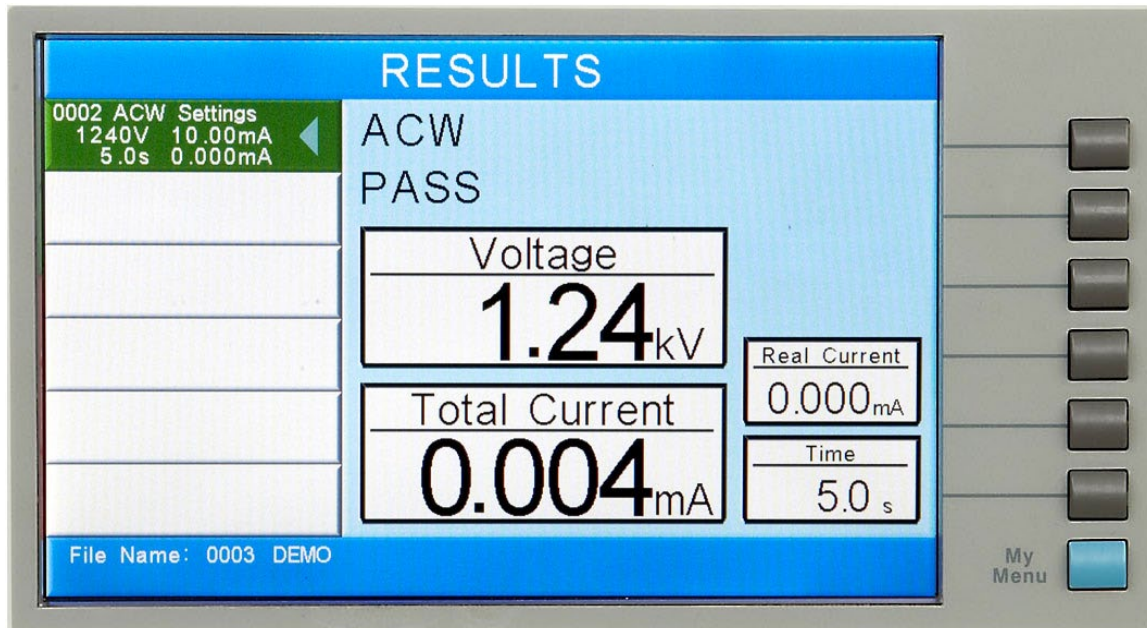 RESULTS
0002 ACW Settings
1240V 10.00mA
5.0s 0.000mA
ACW
PASS
Voltage
1.24kV
Total Current
0.004mA
Real Current
0.000mA
Time
5.0 s
File Name: 0003 DEMO
My
Menu